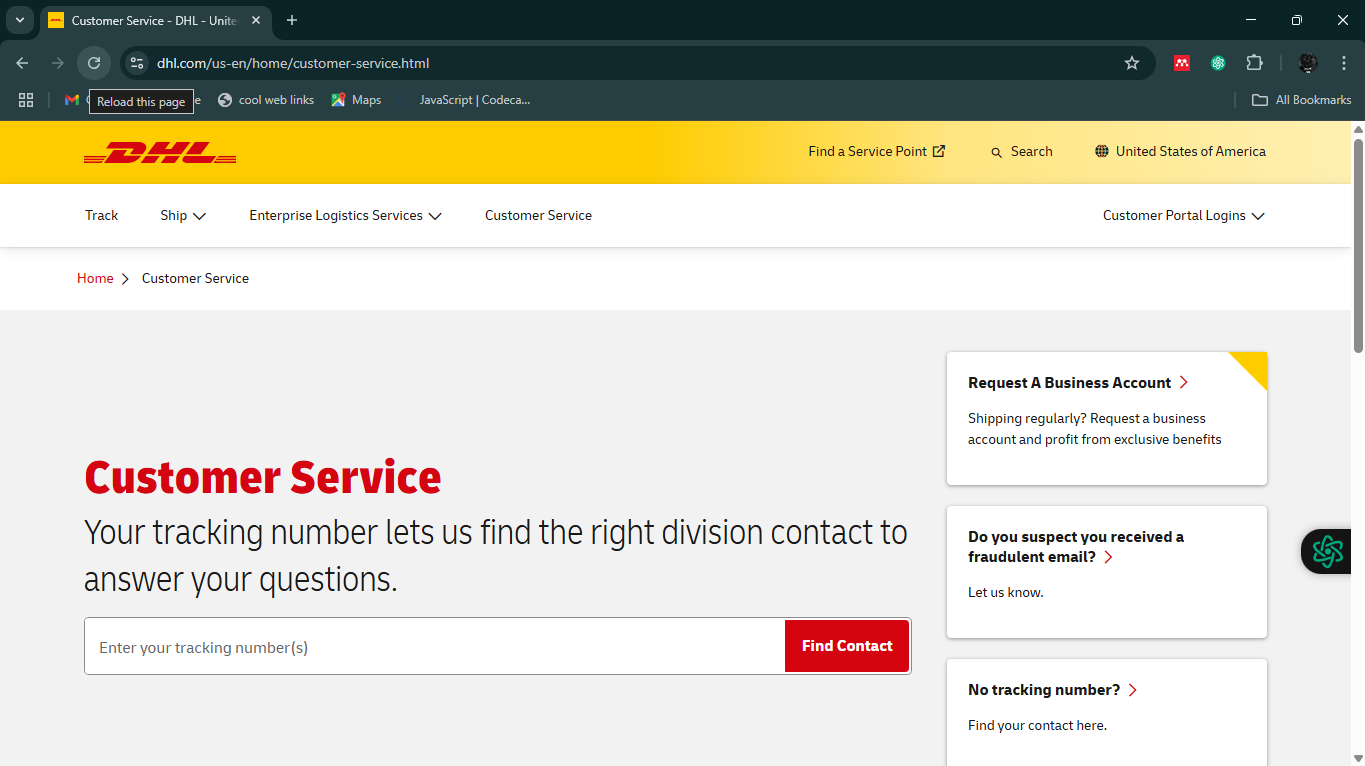 Customer Service - DHL - Unite
dhl.com/us-en/home/customer-service.html
Reload this page
cool web links
Maps
JavaScript | Codeca...
All Bookmarks
DHL
Find a Service Point
Search
United States of America
Track
Ship
Enterprise Logistics Services
Customer Service
Customer Portal Logins
Home
Customer Service
Customer Service
Your tracking number lets us find the right division contact to
answer your questions.
Enter your tracking number(s)
Find Contact
Request A Business Account
Shipping regularly? Request a business
account and profit from exclusive benefits
Do you suspect you received a
fraudulent email?
Let us know.
No tracking number?
Find your contact here.